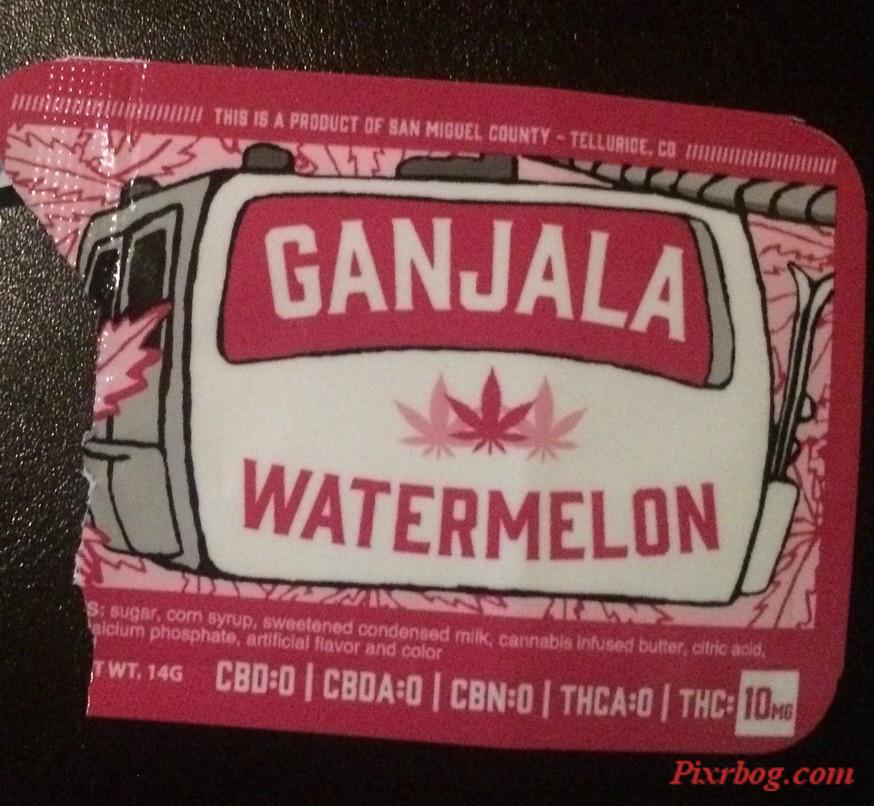 THIS IS A PRODUCT OF SAN MIGUEL COUNTY - TELLURIDE, CO
GANJALA
WATERMELON
S: sugar, corn syrup, sweetened condensed milk, cannabis infused butter, citric acid,
alcium phosphate, artificial flavor and color
T WT. 14G CBD:0 | CBDA:0 | CBN:0 | THCA:0 | THC: 10MG
Pixrbog.com